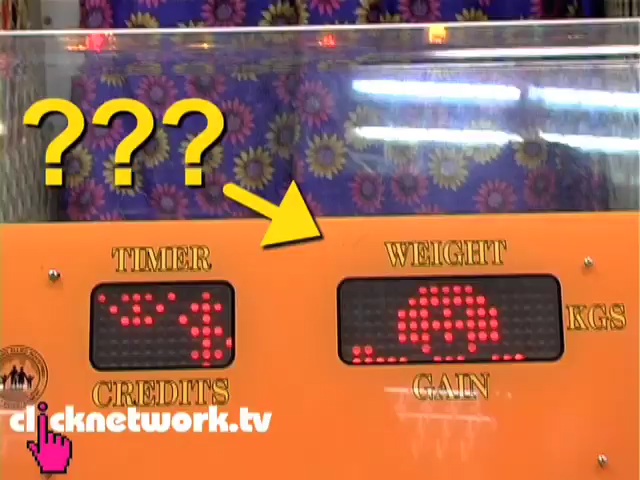 ???
TIMER
WEIGHT
KGS
CREDITS
GAIN
clicknetwork.tv